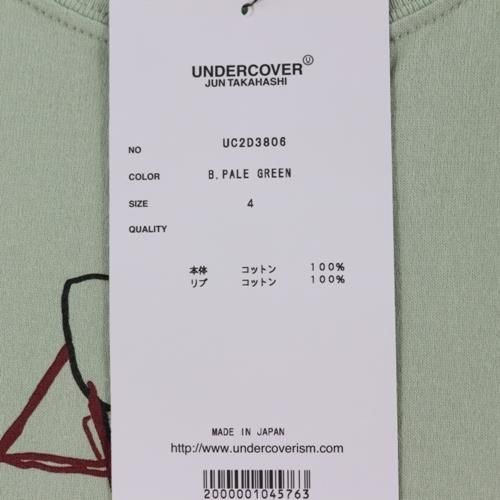 UNDERCOVER U
JUN TAKAHASHI
NO UC2D3806
COLOR B.PALE GREEN
SIZE 4
QUALITY
本体 コットン 100%
リブ コットン 100%
MADE IN JAPAN
http://www.undercoverism.com
2000001045763